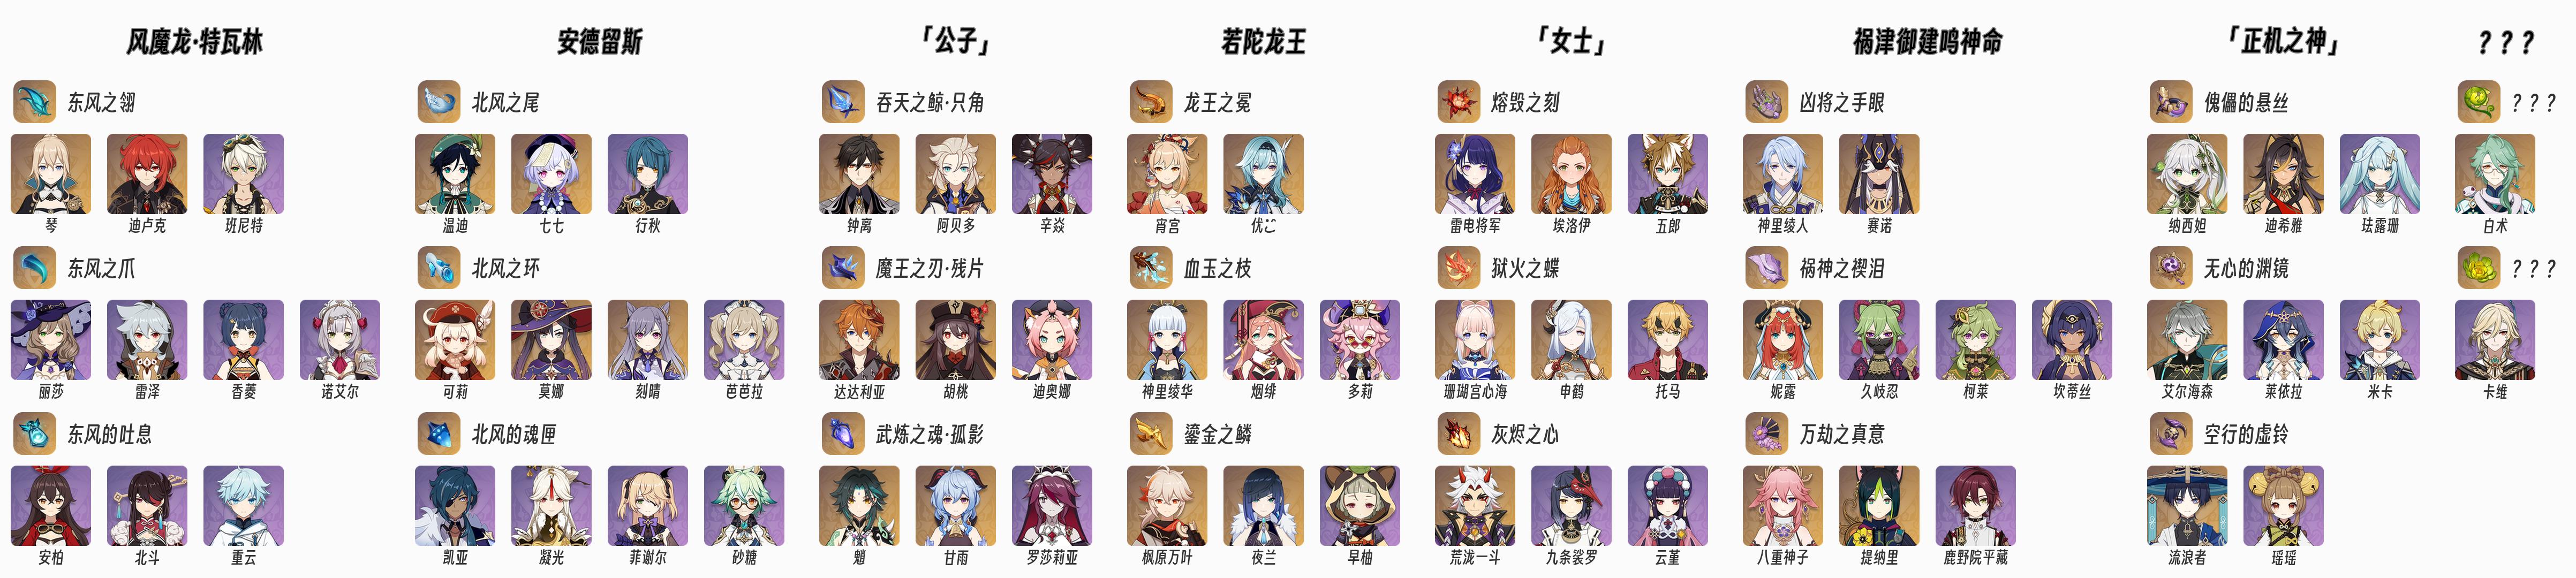 风魔龙·特瓦林
安德留斯
「公子」
若陀龙王
「女士」
祸津御建鸣神命
「正机之神」
？？？
东风之翎
北风之尾
吞天之鲸·只角
龙王之冕
熔毁之刻
凶将之手眼
傀儡的悬丝
？？？
琴 迪卢克 班尼特
温迪 七七 行秋
钟离 阿贝多 辛焱
宵宫 优
雷电将军 埃洛伊 五郎
神里绫人 赛诺
纳西妲 迪希雅 珐露珊
白术
东风之爪
北风之环
魔王之刃·残片
血玉之枝
狱火之蝶
祸神之禊泪
无心的渊镜
？？？
丽莎 雷泽 香菱 诺艾尔
可莉 莫娜 刻晴 芭芭拉
达达利亚 胡桃 迪奥娜
神里绫华 烟绯 多莉
珊瑚宫心海 申鹤 托马
妮露 久岐忍 柯莱 坎蒂丝
艾尔海森 莱依拉 米卡
卡维
东风的吐息
北风的魂匣
武炼之魂·孤影
鎏金之鳞
灰烬之心
万劫之真意
空行的虚铃
安柏 北斗 重云
凯亚 凝光 菲谢尔 砂糖
魈 甘雨 罗莎莉亚
枫原万叶 夜兰 早柚
荒泷一斗 九条裟罗 云堇
八重神子 提纳里 鹿野院平藏
流浪者 瑶瑶